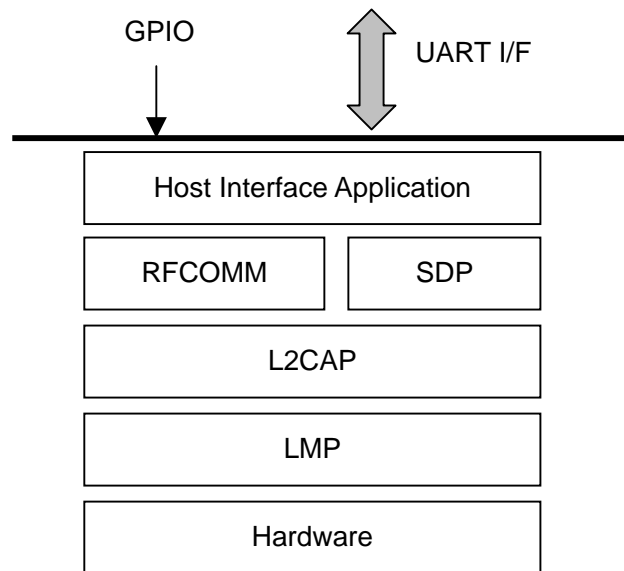 GPIO
UART I/F
Host Interface Application
RFCOMM
SDP
L2CAP
LMP
Hardware